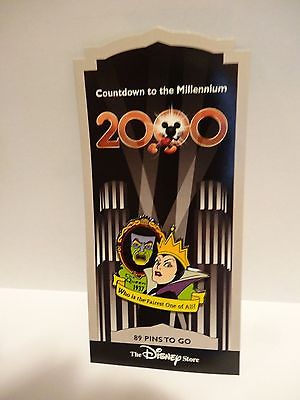 Countdown to the Millennium
2000
Queen
1937
Who is the Fairest One of All?
89 PINS TO GO
The Disney Store